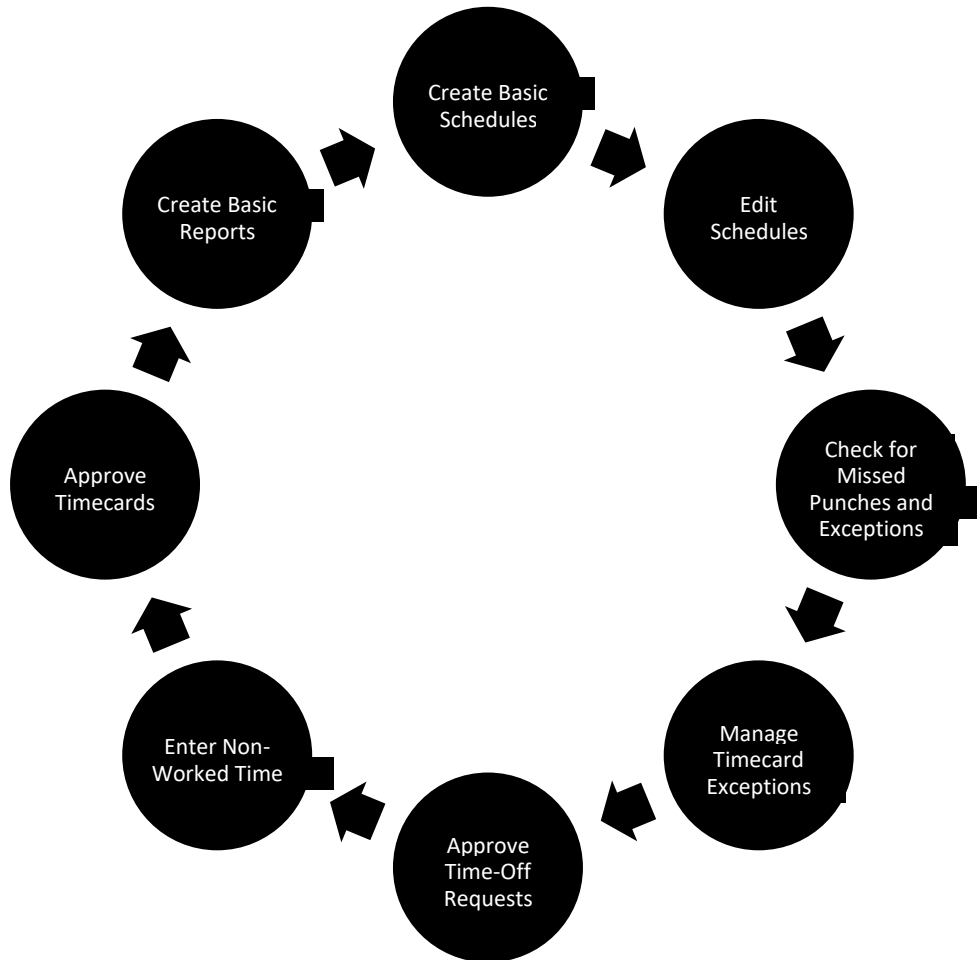 Create Basic
Schedules
Edit
Schedules
Check for
Missed
Punches and
Exceptions
Manage
Timecard
Exceptions
Approve
Time-Off
Requests
Enter Non-
Worked Time
Approve
Timecards
Create Basic
Reports